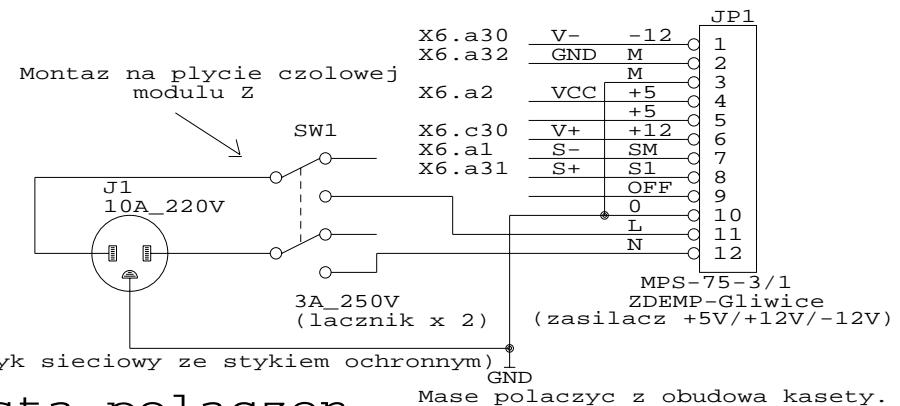 JP1
X6.a30 V- -12 1
X6.a32 GND M 2
M 3
X6.a2 VCC +5 4
+5 5
X6.c30 V+ +12 6
X6.a1 S- SM 7
X6.a31 S+ S1 8
OFF 9
0 10
L 11
N 12
Montaz na plycie czolowej
modulu Z
SW1
J1
10A_220V
3A_250V
(lacznik x 2)
MPS-75-3/1
ZDEMP-Gliwice
(zasilacz +5V/+12V/-12V)
sieciowy ze stykiem ochronnym)
GND
polaczen
Mase polaczyc z obudowa kasety.